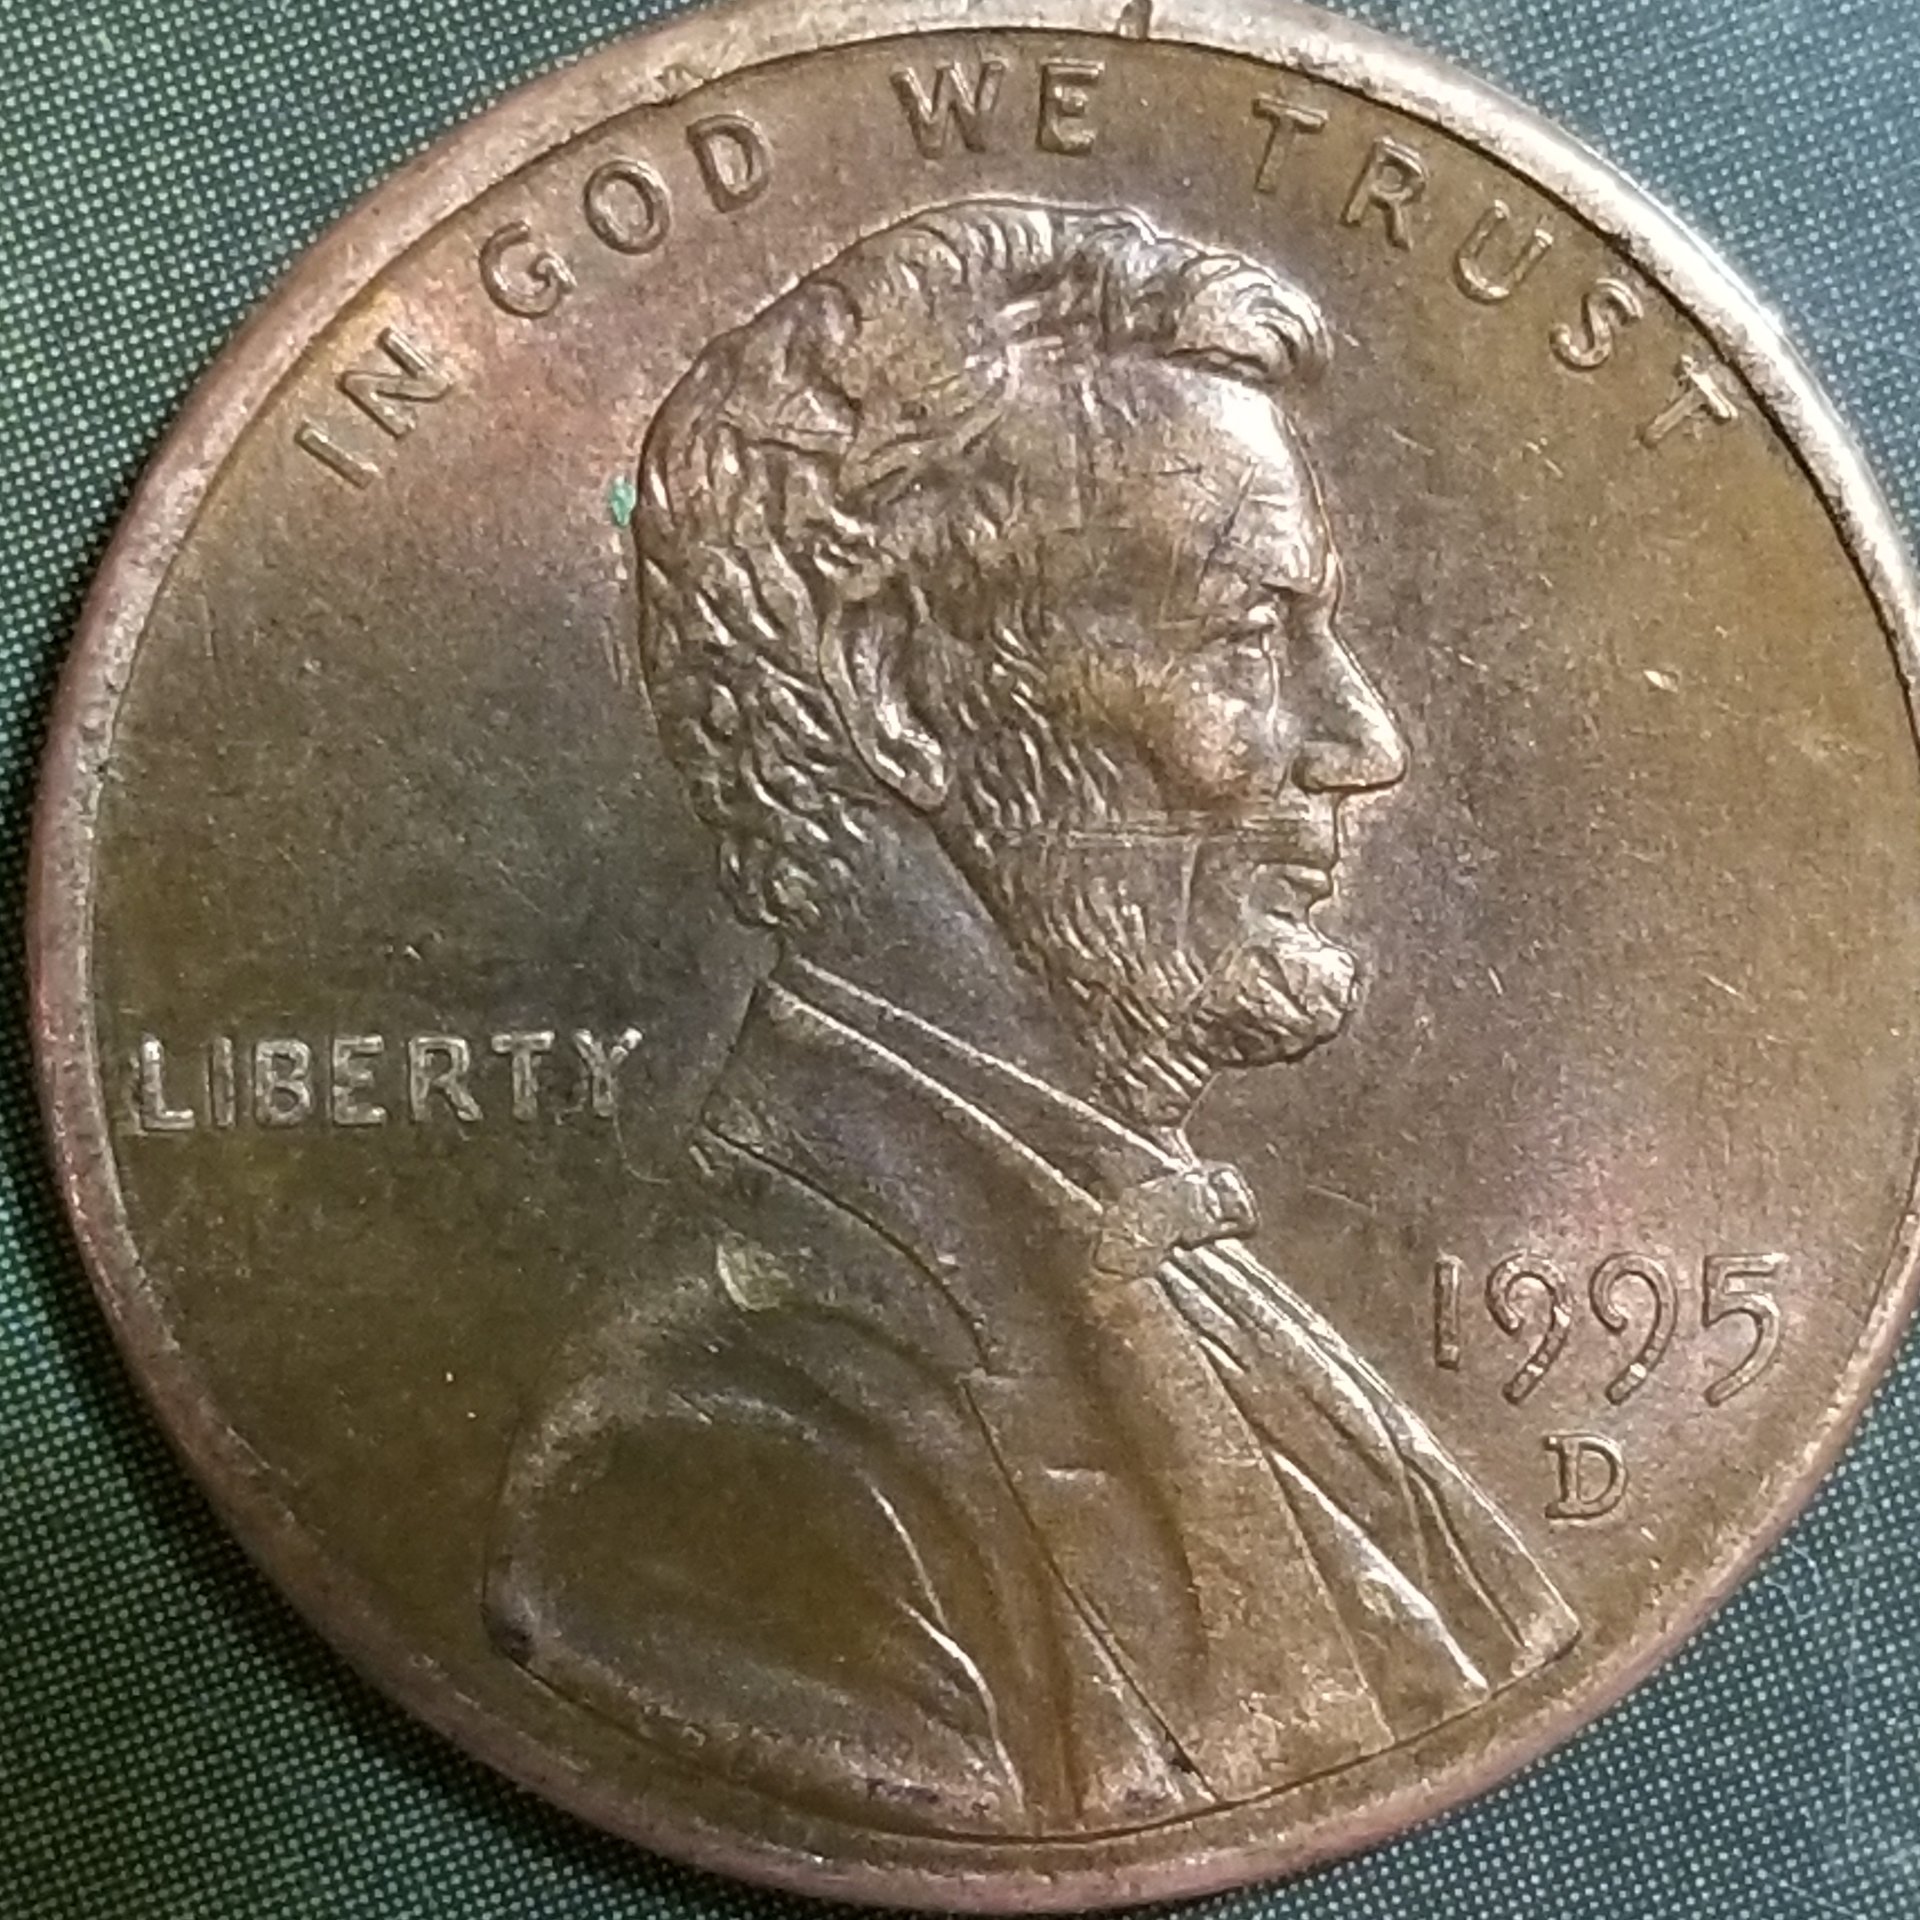 IN GOD WE TRUST
LIBERTY
1995
D